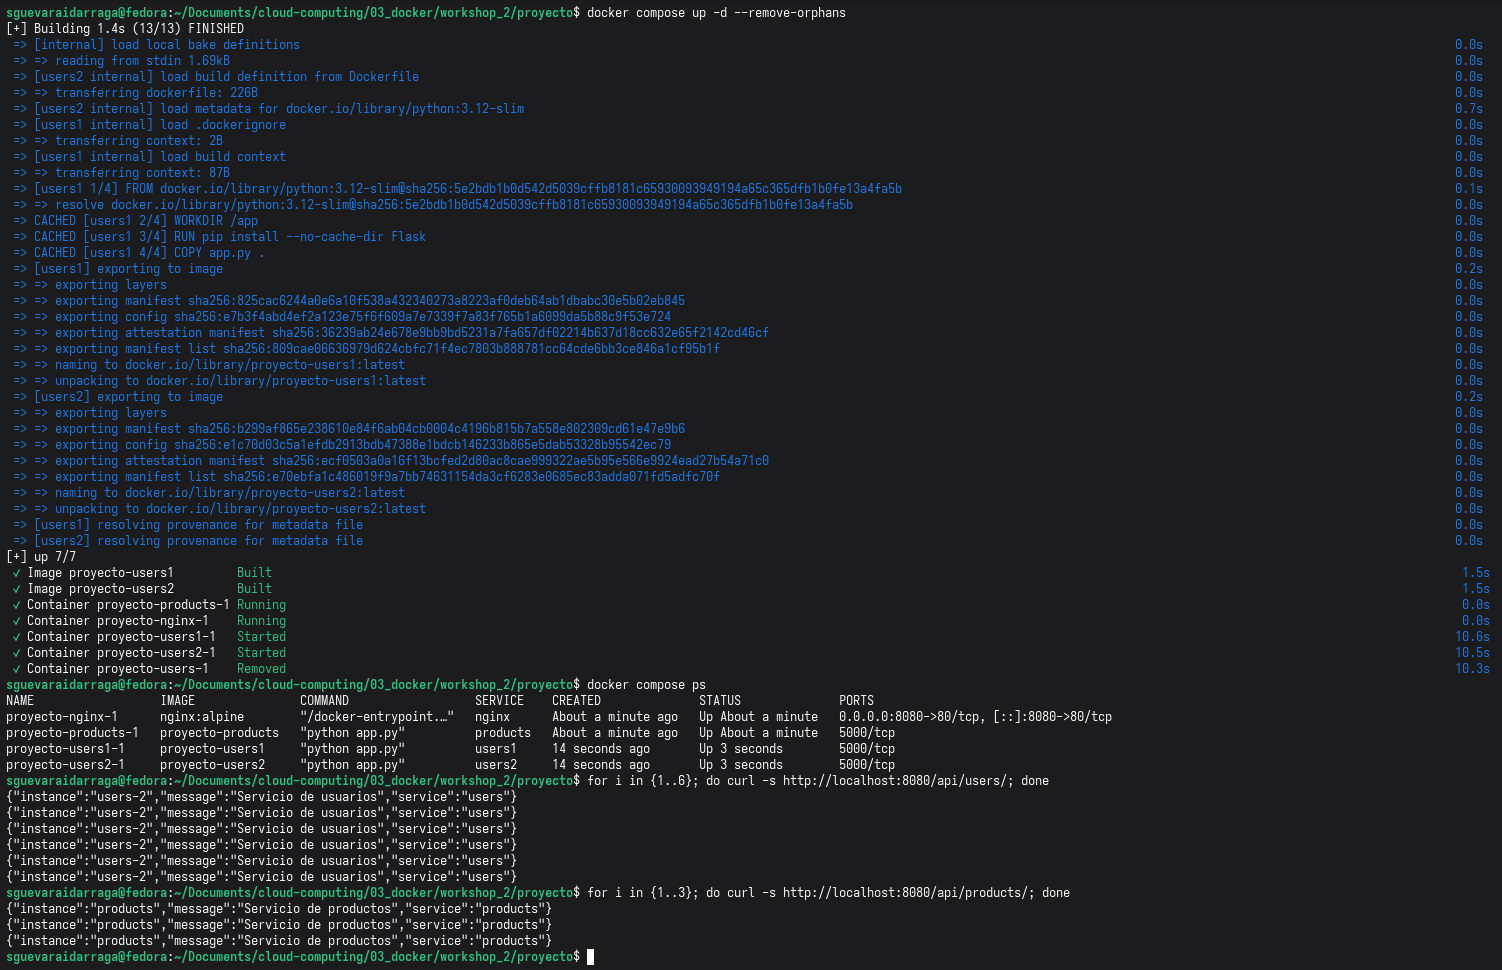 sguevaraidarraga@fedora:~/Documents/cloud-computing/03_docker/workshop_2/proyecto$ docker compose up -d --remove-orphans
[+] Building 1.4s (13/13) FINISHED
=> [internal] load local bake definitions 0.0s
=> => reading from stdin 1.69kB 0.0s
=> [users2 internal] load build definition from Dockerfile 0.0s
=> => transferring dockerfile: 226B 0.0s
=> [users2 internal] load metadata for docker.io/library/python:3.12-slim 0.7s
=> [users1 internal] load .dockerignore 0.0s
=> => transferring context: 2B 0.0s
=> [users1 internal] load build context 0.0s
=> => transferring context: 87B 0.0s
=> [users1 1/4] FROM docker.io/library/python:3.12-slim@sha256:5e2bdb1b0d542d5039cffb8181c65930093949194a65c365dfb1b0fe13a4fa5b 0.1s
=> => resolve docker.io/library/python:3.12-slim@sha256:5e2bdb1b0d542d5039cffb8181c65930093949194a65c365dfb1b0fe13a4fa5b 0.0s
=> CACHED [users1 2/4] WORKDIR /app 0.0s
=> CACHED [users1 3/4] RUN pip install --no-cache-dir Flask 0.0s
=> CACHED [users1 4/4] COPY app.py . 0.0s
=> [users1] exporting to image 0.2s
=> => exporting layers 0.0s
=> => exporting manifest sha256:825cac6244a0e6a10f538a432340273a8223af0deb64ab1dbabc30e5b02eb845 0.0s
=> => exporting config sha256:e7b3f4abd4ef2a123e75f6f609a7e7339f7a83f765b1a6099da5b88c9f53e724 0.0s
=> => exporting attestation manifest sha256:36239ab24e678e9bb9bd5231a7fa657df02214b637d18cc632e65f2142cd46cf 0.0s
=> => exporting manifest list sha256:809cae06636979d624cbfc71f4ec7803b888781cc64cde6bb3ce846a1cf95b1f 0.0s
=> => naming to docker.io/library/proyecto-users1:latest 0.0s
=> => unpacking to docker.io/library/proyecto-users1:latest 0.0s
=> [users2] exporting to image 0.2s
=> => exporting layers 0.0s
=> => exporting manifest sha256:b299af865e238610e84f6ab04cb0004c4196b815b7a558e802309cd61e47e9b6 0.0s
=> => exporting config sha256:e1c70d03c5a1efdb2913bdb47388e1bdcb146233b865e5dab53328b95542ec79 0.0s
=> => exporting attestation manifest sha256:ecf0503a0a16f13bcfed2d80ac8cae999322ae5b95e566e9924ead27b54a71c0 0.0s
=> => exporting manifest list sha256:e70ebfa1c486019f9a7bb74631154da3cf6283e0685ec83adda071fd5adfc70f 0.0s
=> => naming to docker.io/library/proyecto-users2:latest 0.0s
=> => unpacking to docker.io/library/proyecto-users2:latest 0.0s
=> [users1] resolving provenance for metadata file 0.0s
=> [users2] resolving provenance for metadata file 0.0s
[+] up 7/7
✓ Image proyecto-users1 Built 1.5s
✓ Image proyecto-users2 Built 1.5s
✓ Container proyecto-products-1 Running 0.0s
✓ Container proyecto-nginx-1 Running 0.0s
✓ Container proyecto-users1-1 Started 10.6s
✓ Container proyecto-users2-1 Started 10.5s
✓ Container proyecto-users-1 Removed 10.3s
sguevaraidarraga@fedora:~/Documents/cloud-computing/03_docker/workshop_2/proyecto$ docker compose ps
NAME IMAGE COMMAND SERVICE CREATED STATUS PORTS
proyecto-nginx-1 nginx:alpine "/docker-entrypoint.…" nginx About a minute ago Up About a minute 0.0.0.0:8080->80/tcp, [::]:8080->80/tcp
proyecto-products-1 proyecto-products "python app.py" products About a minute ago Up About a minute 5000/tcp
proyecto-users1-1 proyecto-users1 "python app.py" users1 14 seconds ago Up 3 seconds 5000/tcp
proyecto-users2-1 proyecto-users2 "python app.py" users2 14 seconds ago Up 3 seconds 5000/tcp
sguevaraidarraga@fedora:~/Documents/cloud-computing/03_docker/workshop_2/proyecto$ for i in {1..6}; do curl -s http://localhost:8080/api/users/; done
{"instance":"users-2","message":"Servicio de usuarios","service":"users"}
{"instance":"users-2","message":"Servicio de usuarios","service":"users"}
{"instance":"users-2","message":"Servicio de usuarios","service":"users"}
{"instance":"users-2","message":"Servicio de usuarios","service":"users"}
{"instance":"users-2","message":"Servicio de usuarios","service":"users"}
{"instance":"users-2","message":"Servicio de usuarios","service":"users"}
sguevaraidarraga@fedora:~/Documents/cloud-computing/03_docker/workshop_2/proyecto$ for i in {1..3}; do curl -s http://localhost:8080/api/products/; done
{"instance":"products","message":"Servicio de productos","service":"products"}
{"instance":"products","message":"Servicio de productos","service":"products"}
{"instance":"products","message":"Servicio de productos","service":"products"}
sguevaraidarraga@fedora:~/Documents/cloud-computing/03_docker/workshop_2/proyecto$